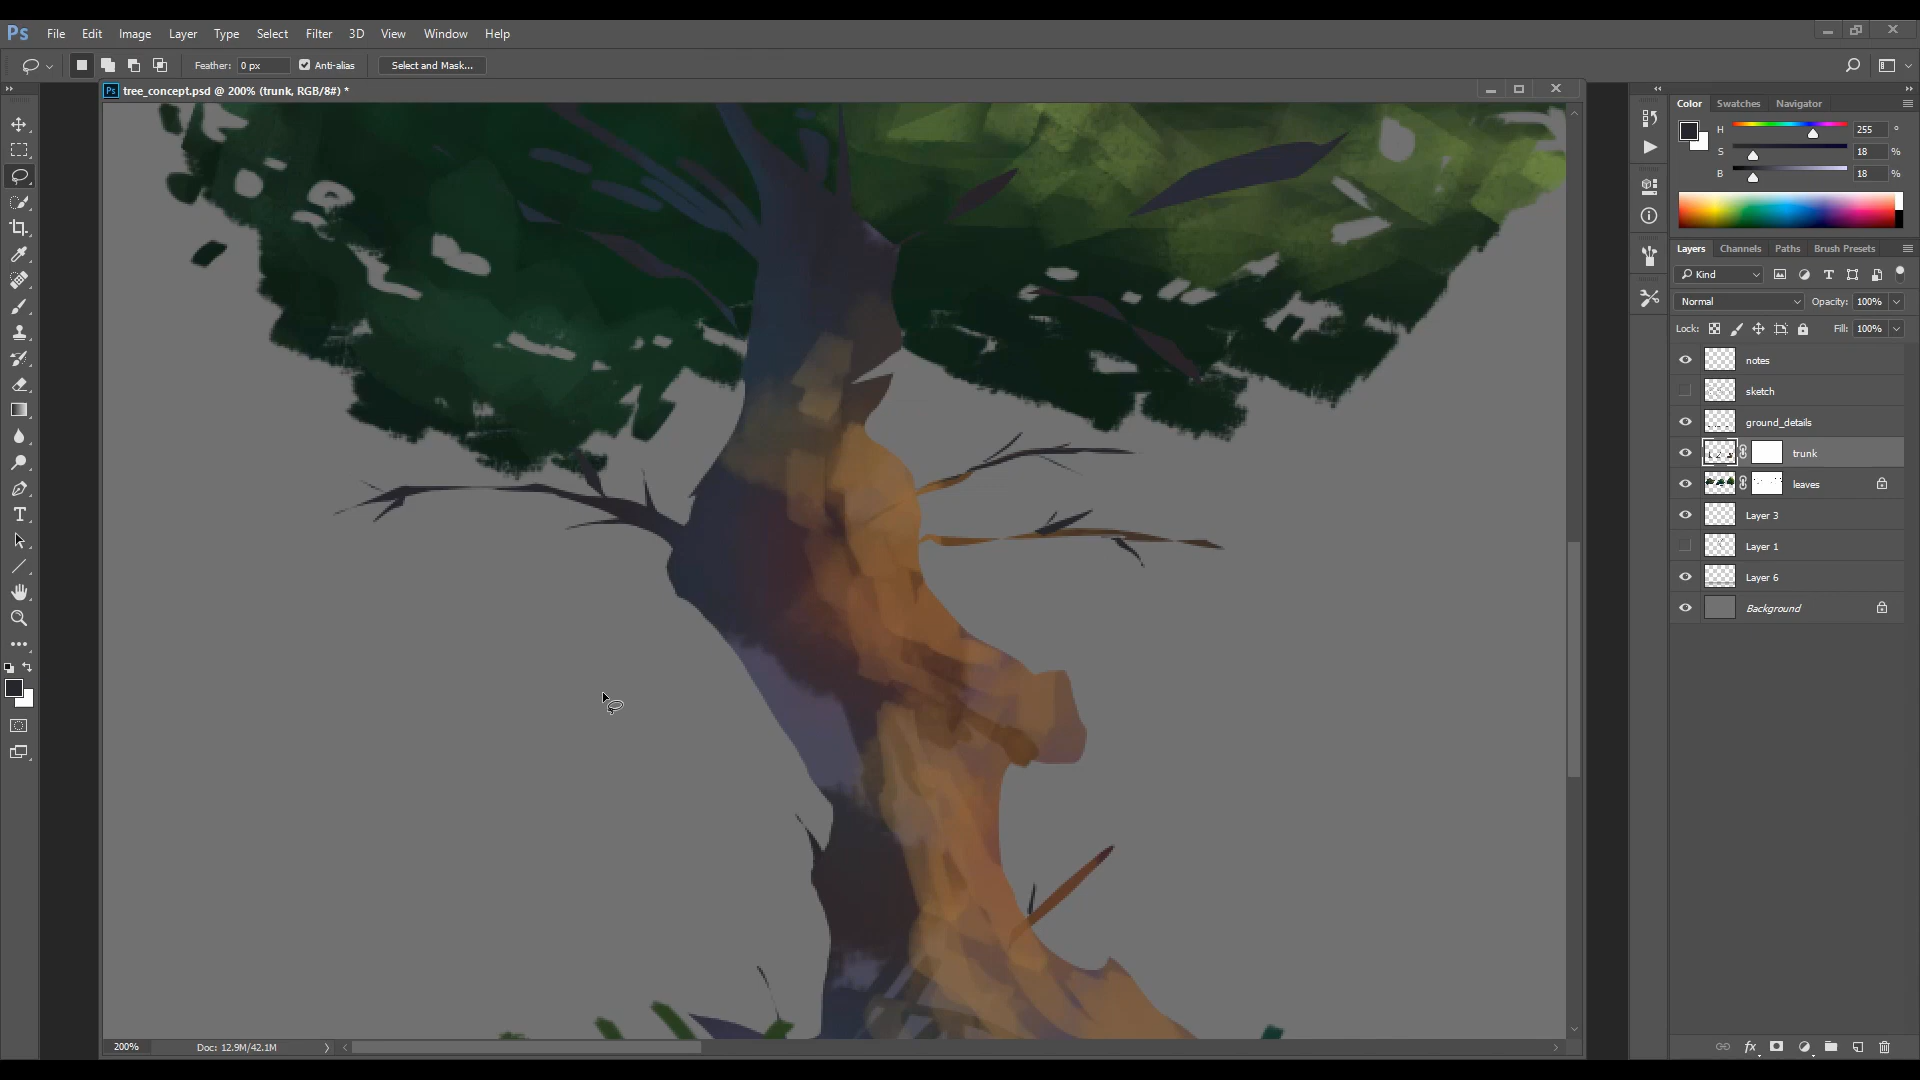 Ps File Edit Image Layer Type Select Filter 3D View Window Help
Feather: 0 px Anti-alias Select and Mask...
Ps tree_concept.psd @ 200% (trunk, RGB/8#) *
Color Swatches Navigator
H 255 °
S 18 %
B 18 %
Layers Channels Paths Brush Presets
Kind
Normal Opacity: 100%
Lock: Fill: 100%
notes
sketch
ground_details
trunk
leaves
Layer 3
Layer 1
Layer 6
Background
200% Doc: 12.9M/42.1M
fx